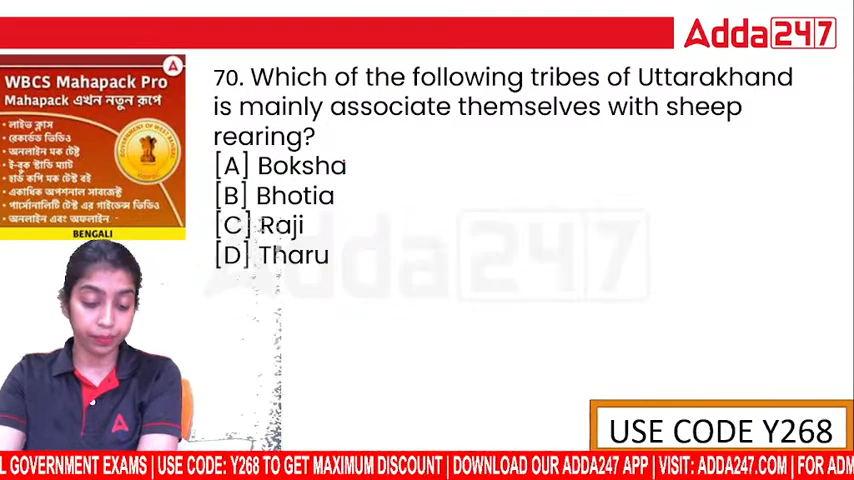 Adda247
A
WBCS Mahapack Pro
Mahapack এখন নতুন রূপে
• লাইভ ক্লাস
• রেকর্ডেড ভিডিও
• অনলাইন মক টেস্ট
• ই-বুক স্টাডি ম্যাট
• হার্ড কপি মক টেস্ট বই
• একাধিক অপশনাল সাবজেক্ট
• পার্সোনালিটি টেস্ট এর গাইডেন্স ভিডিও
• অনলাইন এবং অফলাইন
BENGALI
70. Which of the following tribes of Uttarakhand
is mainly associate themselves with sheep
rearing?
[A] Boksha
[B] Bhotia
[C] Raji
[D] Tharu
Adda247
USE CODE Y268
L GOVERNMENT EXAMS | USE CODE: Y268 TO GET MAXIMUM DISCOUNT | DOWNLOAD OUR ADDA247 APP | VISIT: ADDA247.COM | FOR ADM